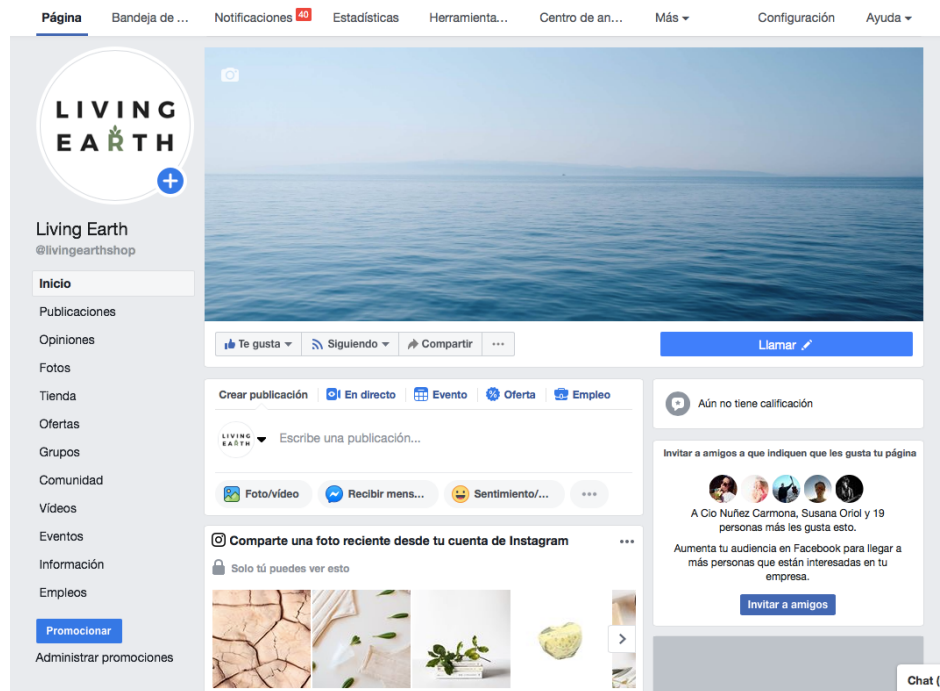 Página Bandeja de ... Notificaciones 40 Estadísticas Herramienta... Centro de an... Más Configuración Ayuda
LIVING
EARTH
Living Earth
@livingearthshop
Inicio
Publicaciones
Opiniones
Fotos
Tienda
Ofertas
Grupos
Comunidad
Vídeos
Eventos
Información
Empleos
Promocionar
Administrar promociones
Te gusta Siguiendo Compartir ...
Llamar
Crear publicación En directo Evento Oferta Empleo
LIVING
EARTH
Escribe una publicación...
Foto/vídeo Recibir mens... Sentimiento/... ...
Comparte una foto reciente desde tu cuenta de Instagram ...
Solo tú puedes ver esto
Aún no tiene calificación
Invitar a amigos a que indiquen que les gusta tu página
A Cio Nuñez Carmona, Susana Oriol y 19
personas más les gusta esto.
Aumenta tu audiencia en Facebook para llegar a
más personas que están interesadas en tu
empresa.
Invitar a amigos
Chat (